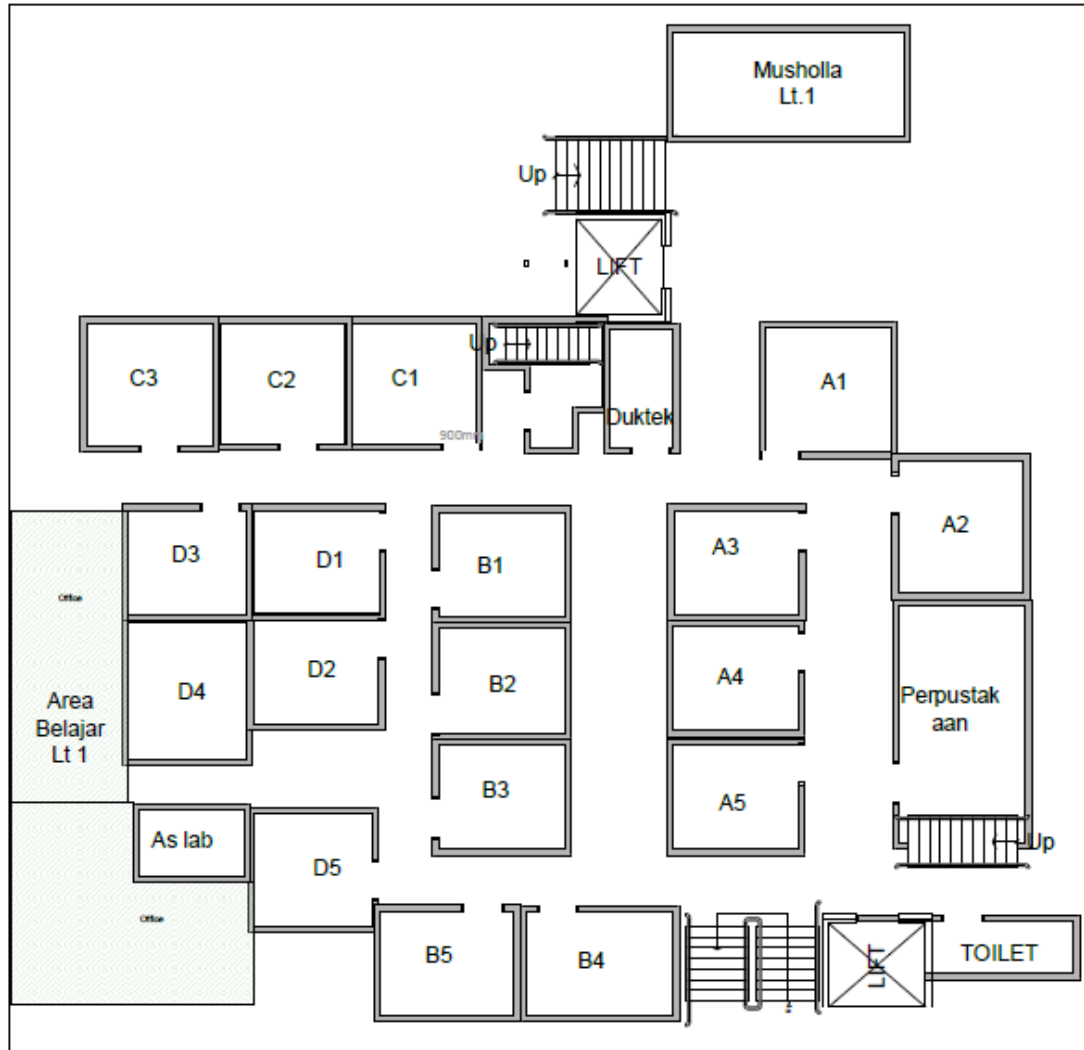 Musholla
Lt.1
Up
LIFT
Up
C3
C2
C1
A1
900mm
Duktek
A2
D3
D1
B1
A3
Office
D4
D2
B2
A4
Perpustak
aan
Area
Belajar
Lt 1
B3
A5
As lab
D5
Up
Office
B5
B4
LIFT
TOILET